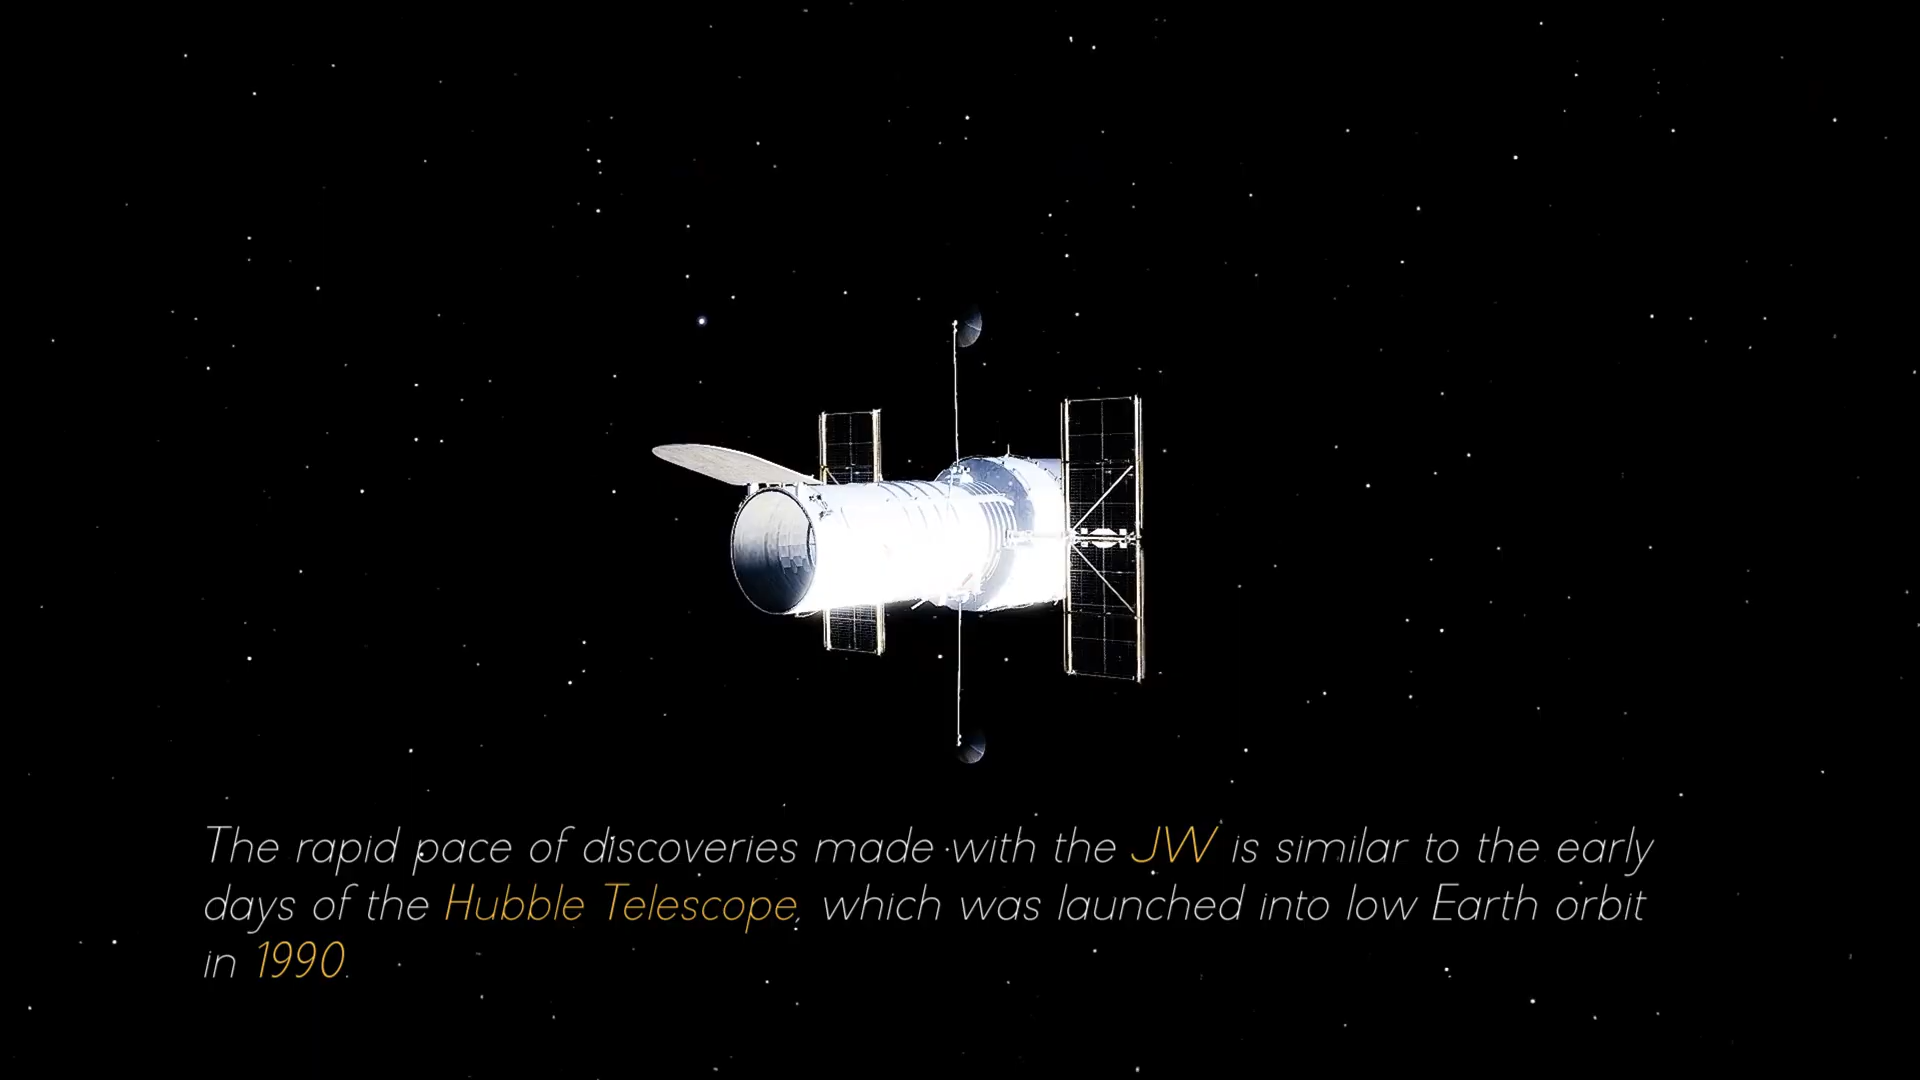 The rapid pace of discoveries made with the JW is similar to the early
days of the Hubble Telescope, which was launched into low Earth orbit
in 1990.